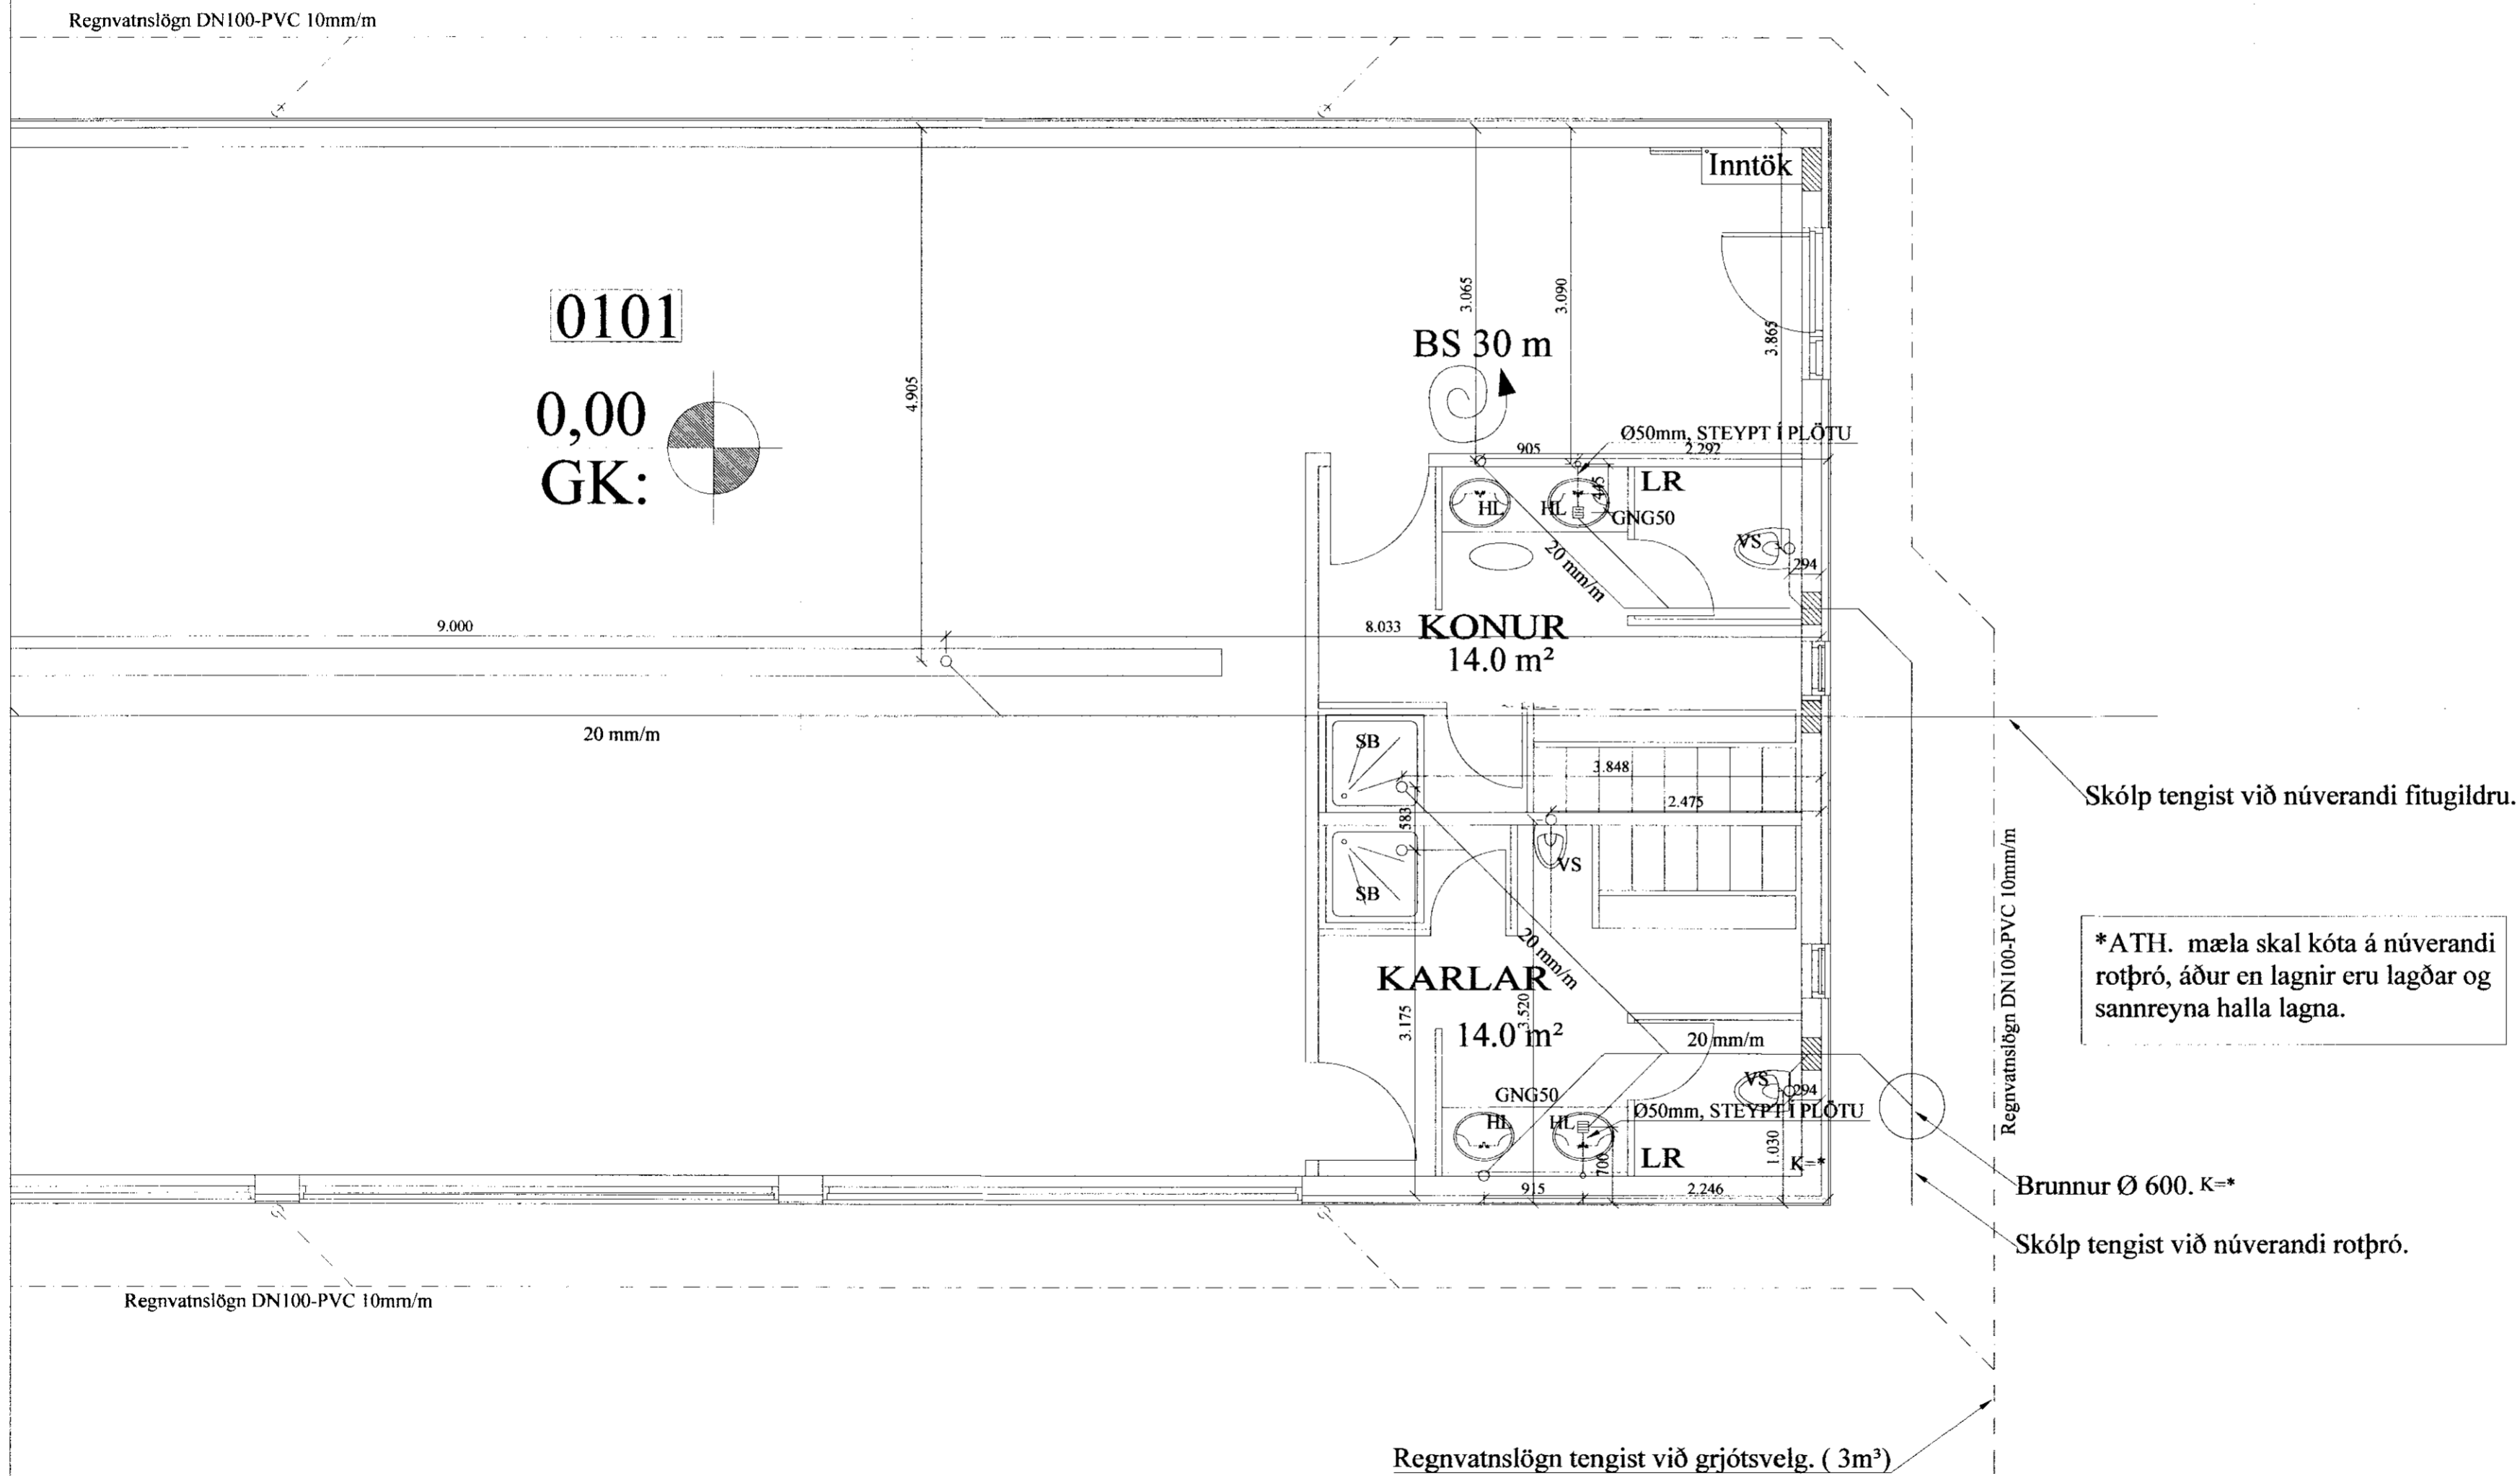 Regnvatnslögn DN100-PVC 10mm/m
Inntök
0101
3.065
3.090
3.865
BS 30 m
4.905
0,00
GK:
Ø50mm, STEYPT Í PLÖTU
905
2.292
LR
445
HL
HL
GNG50
VS
294
20 mm/m
9.000
8.033
KONUR
14.0 m²
20 mm/m
SB
3.848
2.475
583
VS
SB
Skólp tengist við núverandi fitugildru.
Regnvatnslögn DN100-PVC 10mm/m
*ATH. mæla skal kóta á núverandi
rotþró, áður en lagnir eru lagðar og
sannreyna halla lagna.
20 mm/m
KARLAR
14.0 m²
3.175
3.520
20 mm/m
VS
294
GNG50
Ø50mm, STEYPT Í PLÖTU
HL
HL
1.030
700
LR
K=*
915
2.246
Brunnur Ø 600. K=*
Skólp tengist við núverandi rotþró.
Regnvatnslögn DN100-PVC 10mm/m
Regnvatnslögn tengist við grjótsvelg. ( 3m³)